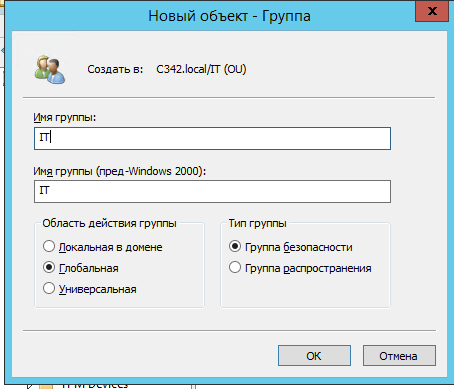 Новый объект - Группа
x
Создать в: C342.local/IT (OU)
Имя группы:
IT
Имя группы (пред-Windows 2000):
IT
Область действия группы
Локальная в домене
Глобальная
Универсальная
Тип группы
Группа безопасности
Группа распространения
ОК
Отмена